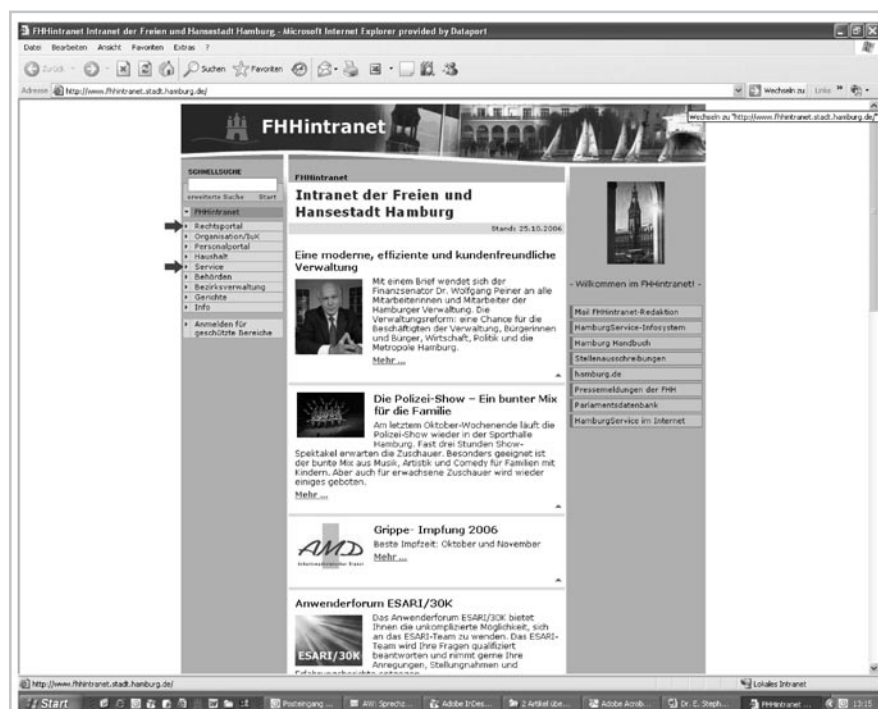 FHHintranet Intranet der Freien und Hansestadt Hamburg - Microsoft Internet Explorer provided by Dataport
Datei Bearbeiten Ansicht Favoriten Extras ?
Zurück Suchen Favoriten
Adresse http://www.fhhintranet.stadt.hamburg.de/ Wechseln zu Links
Wechseln zu "http://www.fhhintranet.stadt.hamburg.de/"
FHHintranet
SCHNELLSUCHE
erweiterte Suche Start
FHHintranet
Rechtsportal
Organisation/IuK
Personalportal
Haushalt
Service
Behörden
Bezirksverwaltung
Gerichte
Info
Anmelden für
geschützte Bereiche
FHHintranet
Intranet der Freien und
Hansestadt Hamburg
Stand: 25.10.2006
Eine moderne, effiziente und kundenfreundliche
Verwaltung
Mit einem Brief wendet sich der
Finanzsenator Dr. Wolfgang Peiner an alle
Mitarbeiterinnen und Mitarbeiter der
Hamburger Verwaltung. Die
Verwaltungsreform: eine Chance für die
Beschäftigten der Verwaltung, Bürgerinnen
und Bürger, Wirtschaft, Politik und die
Metropole Hamburg.
Mehr ...
Die Polizei-Show – Ein bunter Mix
für die Familie
Am letztem Oktober-Wochenende läuft die
Polizei-Show wieder in der Sporthalle
Hamburg. Fast drei Stunden Show-
Spektakel erwarten die Zuschauer. Besonders geeignet ist
der bunte Mix aus Musik, Artistik und Comedy für Familien mit
Kindern. Aber auch für erwachsene Zuschauer wird wieder
einiges geboten.
Mehr ...
AMD
Grippe- Impfung 2006
Beste Impfzeit: Oktober und November
Mehr ...
Anwenderforum ESARI/30K
ESARI/30K
Das Anwenderforum ESARI/30K bietet
Ihnen die unkomplizierte Möglichkeit, sich
an das ESARI-Team zu wenden. Das ESARI-
Team wird Ihre Fragen qualifiziert
beantworten und nimmt gerne Ihre
Anregungen, Stellungnahmen und
- Willkommen im FHHintranet! -
Mail FHHintranet-Redaktion
HamburgService-Infosystem
Hamburg Handbuch
Stellenausschreibungen
hamburg.de
Pressemeldungen der FHH
Parlamentsdatenbank
HamburgService im Internet
http://www.fhhintranet.stadt.hamburg.de/ Lokales Intranet
Start Posteingang ... AWI Sprechz... Adobe InDes... 2 Artikel übe... Adobe Acrob... Dr. E. Steph... FHHintranet ... 13:15